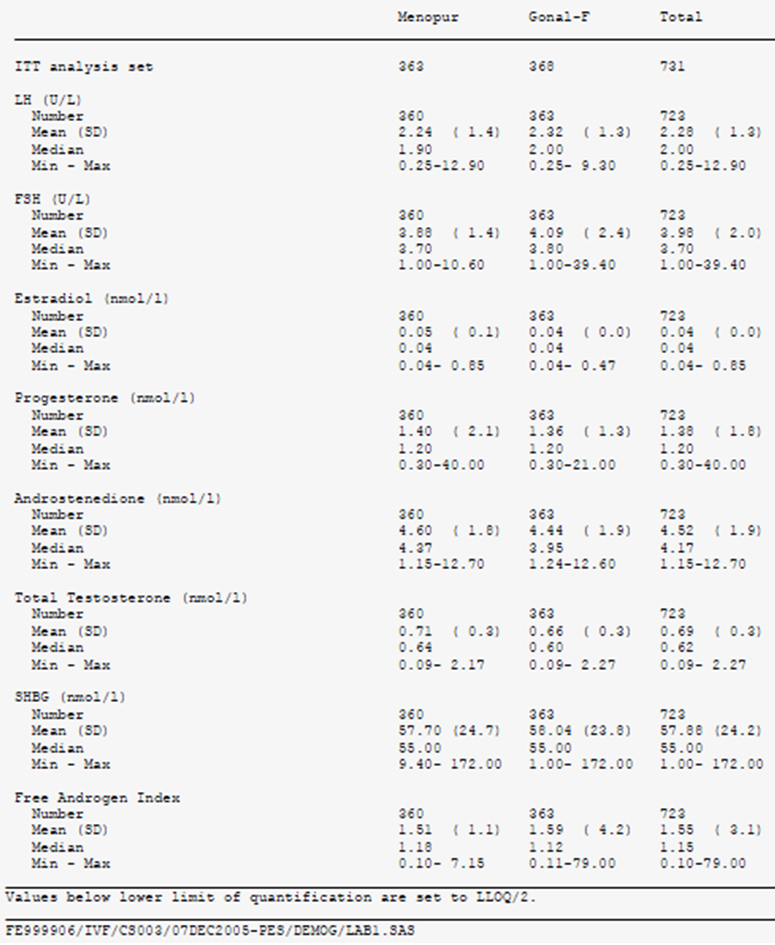 Menopur Gonal-F Total
ITT analysis set 363 368 731
LH (U/L)
Number 360 363 723
Mean (SD) 2.24 ( 1.4) 2.32 ( 1.3) 2.28 ( 1.3)
Median 1.90 2.00 2.00
Min - Max 0.25-12.90 0.25- 9.30 0.25-12.90
FSH (U/L)
Number 360 363 723
Mean (SD) 3.88 ( 1.4) 4.09 ( 2.4) 3.98 ( 2.0)
Median 3.70 3.80 3.70
Min - Max 1.00-10.60 1.00-39.40 1.00-39.40
Estradiol (nmol/l)
Number 360 363 723
Mean (SD) 0.05 ( 0.1) 0.04 ( 0.0) 0.04 ( 0.0)
Median 0.04 0.04 0.04
Min - Max 0.04- 0.85 0.04- 0.47 0.04- 0.85
Progesterone (nmol/l)
Number 360 363 723
Mean (SD) 1.40 ( 2.1) 1.36 ( 1.3) 1.38 ( 1.8)
Median 1.20 1.20 1.20
Min - Max 0.30-40.00 0.30-21.00 0.30-40.00
Androstenedione (nmol/l)
Number 360 363 723
Mean (SD) 4.60 ( 1.8) 4.44 ( 1.9) 4.52 ( 1.9)
Median 4.37 3.95 4.17
Min - Max 1.15-12.70 1.24-12.60 1.15-12.70
Total Testosterone (nmol/l)
Number 360 363 723
Mean (SD) 0.71 ( 0.3) 0.66 ( 0.3) 0.69 ( 0.3)
Median 0.64 0.60 0.62
Min - Max 0.09- 2.17 0.09- 2.27 0.09- 2.27
SHBG (nmol/l)
Number 360 363 723
Mean (SD) 57.70 (24.7) 58.04 (23.8) 57.88 (24.2)
Median 55.00 55.00 55.00
Min - Max 9.40- 172.00 1.00- 172.00 1.00- 172.00
Free Androgen Index
Number 360 363 723
Mean (SD) 1.51 ( 1.1) 1.59 ( 4.2) 1.55 ( 3.1)
Median 1.18 1.12 1.15
Min - Max 0.10- 7.15 0.11-79.00 0.10-79.00
Values below lower limit of quantification are set to LLOQ/2.
FE999906/IVF/CS003/07DEC2005-PES/DEMOG/LAB1.SAS